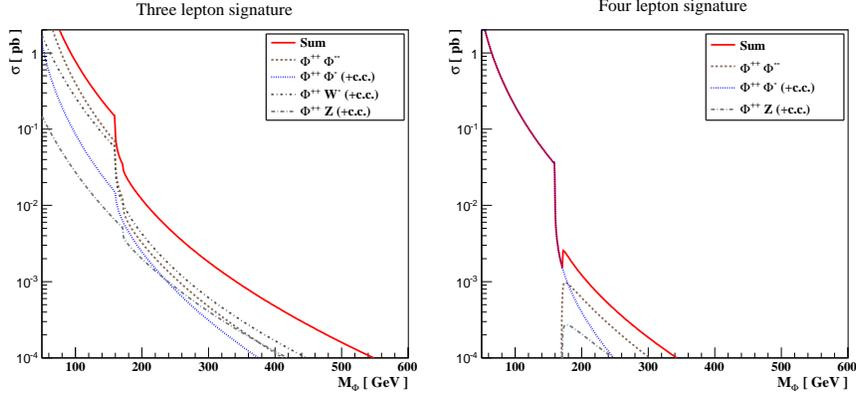 Three lepton signature
σ [ pb ]
Sum
Φ⁺⁺ Φ⁻⁻
Φ⁺⁺ Φ⁻ (+c.c.)
Φ⁺⁺ W⁻ (+c.c.)
Φ⁺⁺ Z (+c.c.)
1
10⁻¹
10⁻²
10⁻³
10⁻⁴
100 200 300 400 500 600
M_Φ [ GeV ]
Four lepton signature
σ [ pb ]
Sum
Φ⁺⁺ Φ⁻⁻
Φ⁺⁺ Φ⁻ (+c.c.)
Φ⁺⁺ Z (+c.c.)
1
10⁻¹
10⁻²
10⁻³
10⁻⁴
100 200 300 400 500 600
M_Φ [ GeV ]